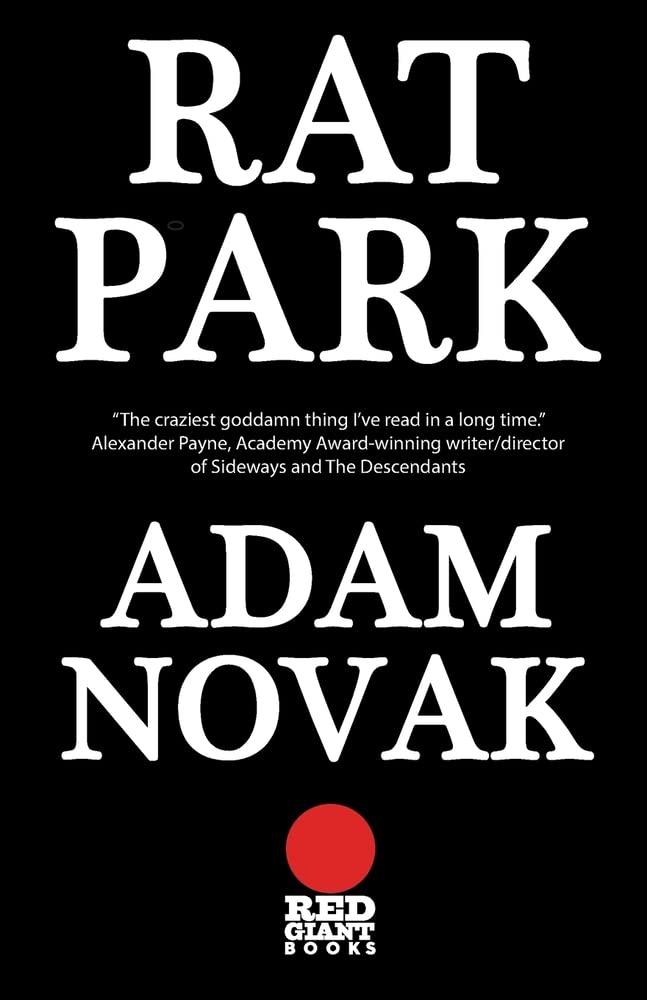 RAT
PARK
“The craziest goddamn thing I’ve read in a long time.”
Alexander Payne, Academy Award-winning writer/director
of Sideways and The Descendants
ADAM
NOVAK
RED
GIANT
BOOKS